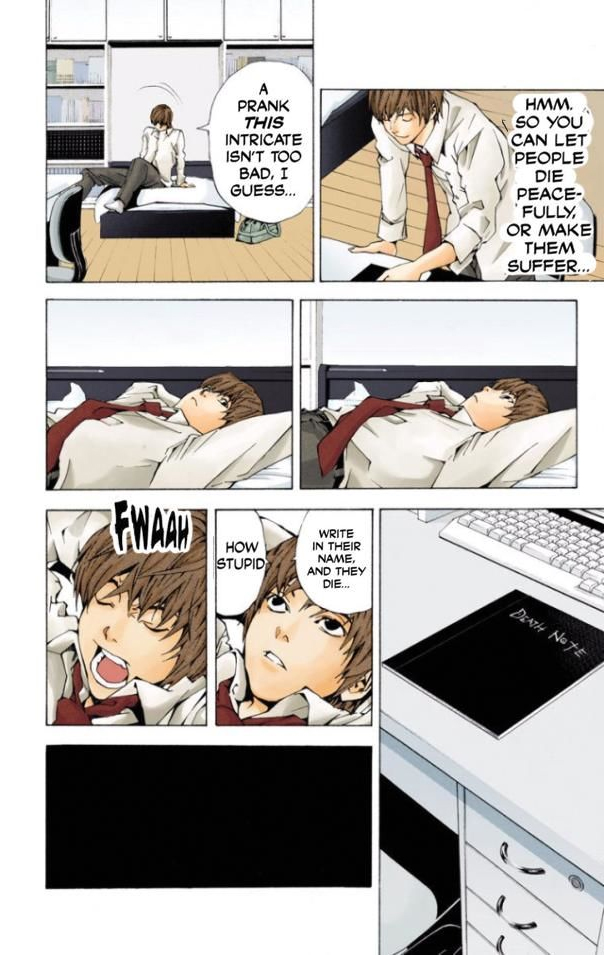 HMM.
SO YOU
CAN LET
PEOPLE
DIE
PEACE-
FULLY,
OR MAKE
THEM
SUFFER...
A
PRANK
THIS
INTRICATE
ISN'T TOO
BAD, I
GUESS...
DEATH NOTE
WRITE
IN THEIR
NAME,
AND THEY
DIE...
HOW
STUPID
FWAAH